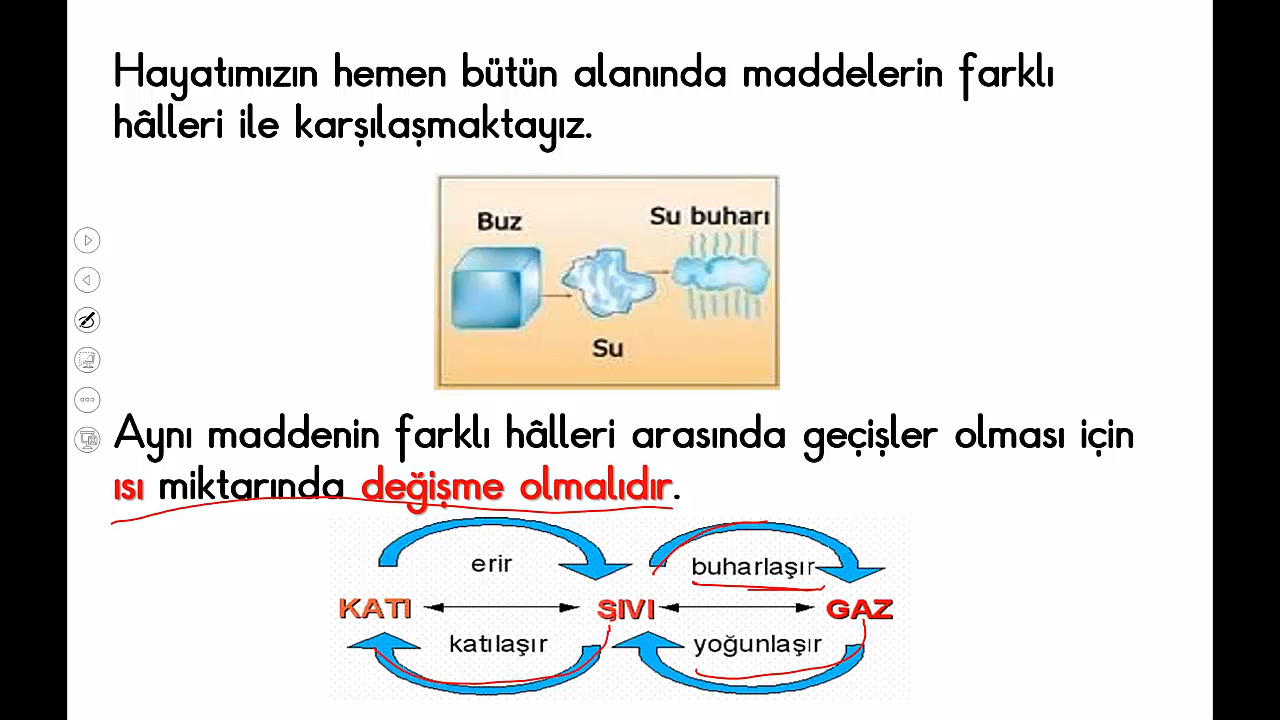 Hayatımızın hemen bütün alanında maddelerin farklı
hâlleri ile karşılaşmaktayız.
Buz
Su buharı
Su
Aynı maddenin farklı hâlleri arasında geçişler olması için
ısı miktarında değişme olmalıdır.
erir
buharlaşır
KATI
SIVI
GAZ
katılaşır
yoğunlaşır